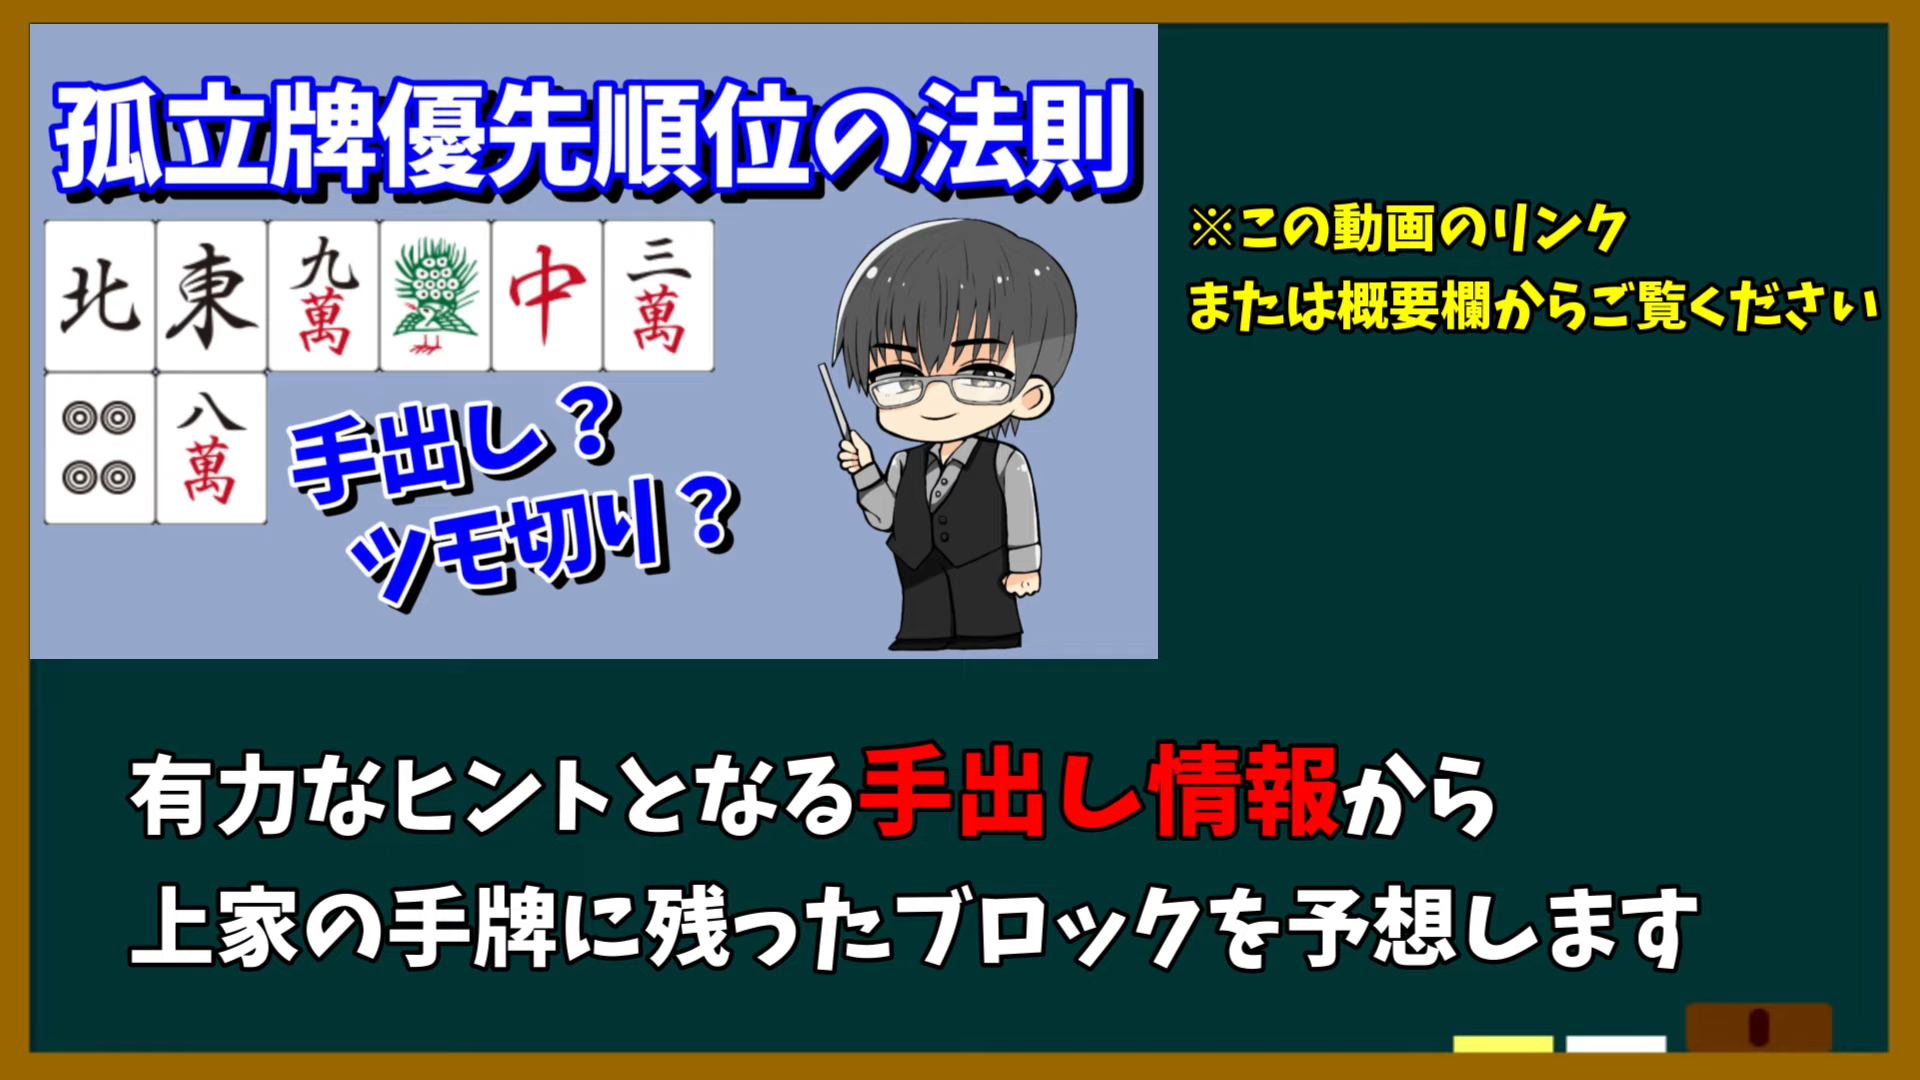 孤立牌優先順位の法則
北 東 九萬 中 三萬
八萬
手出し？
ツモ切り？
※この動画のリンク
または概要欄からご覧ください
有力なヒントとなる手出し情報から
上家の手牌に残ったブロックを予想します